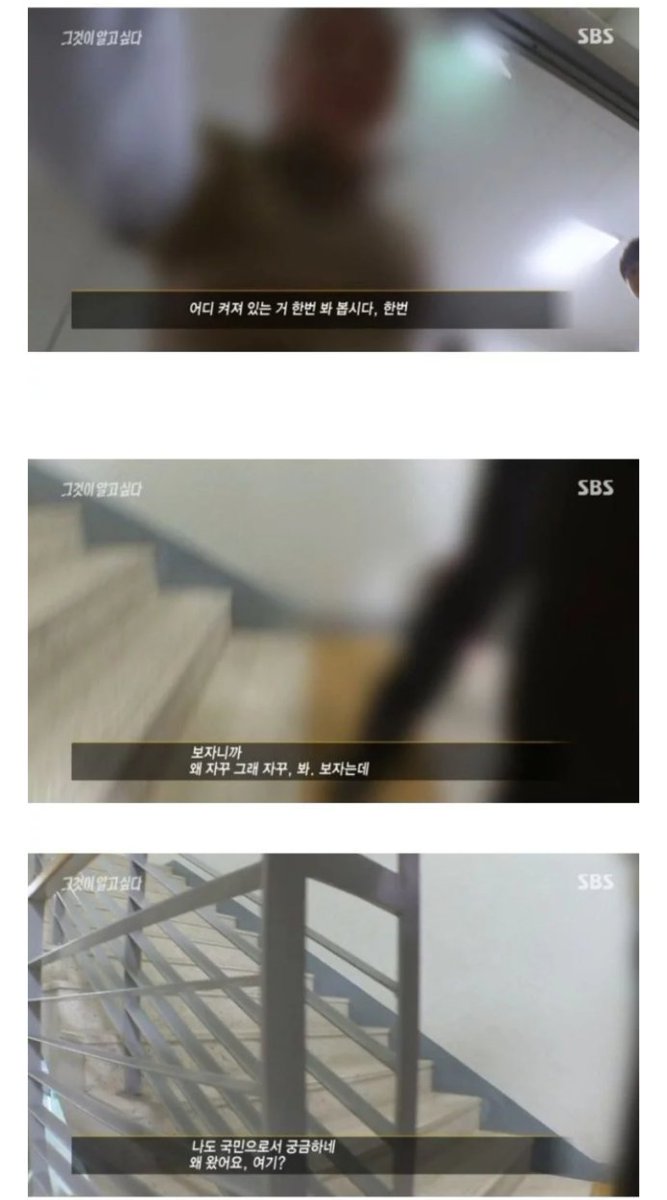 그것이 알고 싶다
SBS
어디 켜져 있는 거 한번 봐 봅시다, 한번
그것이 알고 싶다
SBS
보자니까
왜 자꾸 그래 자꾸, 봐. 보자는데
그것이 알고 싶다
SBS
나도 국민으로서 궁금하네
왜 왔어요, 여기?